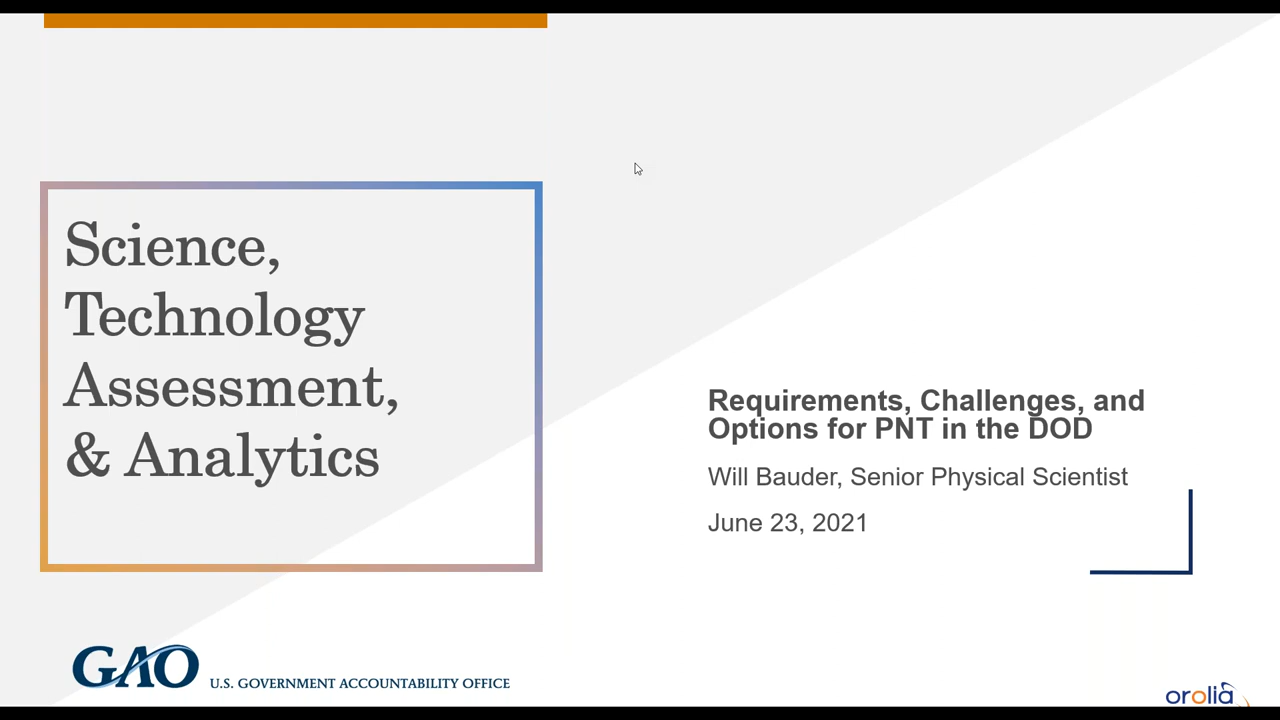 Science,
Technology
Assessment,
& Analytics
Requirements, Challenges, and
Options for PNT in the DOD
Will Bauder, Senior Physical Scientist
June 23, 2021
GAO U.S. GOVERNMENT ACCOUNTABILITY OFFICE
orolia